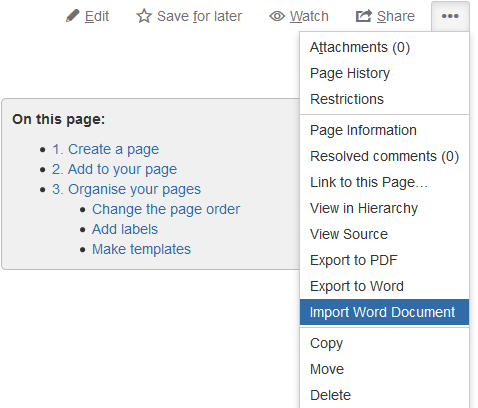 Edit Save for later Watch Share •••
Attachments (0)
Page History
Restrictions
Page Information
Resolved comments (0)
Link to this Page…
View in Hierarchy
View Source
Export to PDF
Export to Word
Import Word Document
Copy
Move
Delete
On this page:
1. Create a page
2. Add to your page
3. Organise your pages
Change the page order
Add labels
Make templates